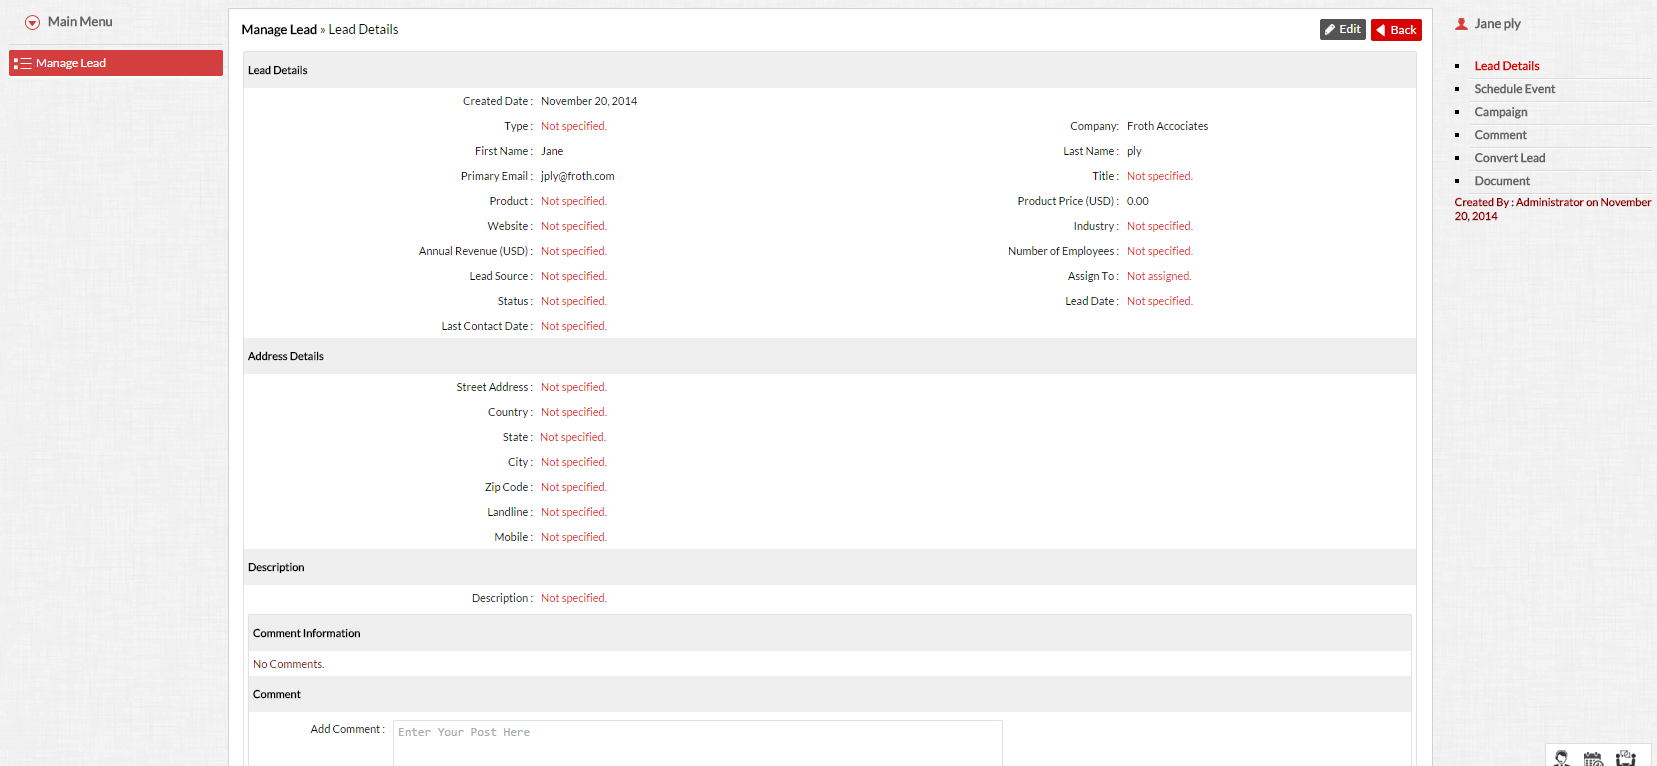 Main Menu
Manage Lead
Manage Lead » Lead Details
Edit
Back
Lead Details
Created Date : November 20, 2014
Type : Not specified.
Company: Froth Accociates
First Name : Jane
Last Name : ply
Primary Email : jply@froth.com
Title : Not specified.
Product : Not specified.
Product Price (USD) : 0.00
Website : Not specified.
Industry : Not specified.
Annual Revenue (USD) : Not specified.
Number of Employees : Not specified.
Lead Source : Not specified.
Assign To : Not assigned.
Status : Not specified.
Lead Date : Not specified.
Last Contact Date : Not specified.
Address Details
Street Address : Not specified.
Country : Not specified.
State : Not specified.
City : Not specified.
Zip Code : Not specified.
Landline : Not specified.
Mobile : Not specified.
Description
Description : Not specified.
Comment Information
No Comments.
Comment
Add Comment :
Enter Your Post Here
Jane ply
Lead Details
Schedule Event
Campaign
Comment
Convert Lead
Document
Created By : Administrator on November
20, 2014